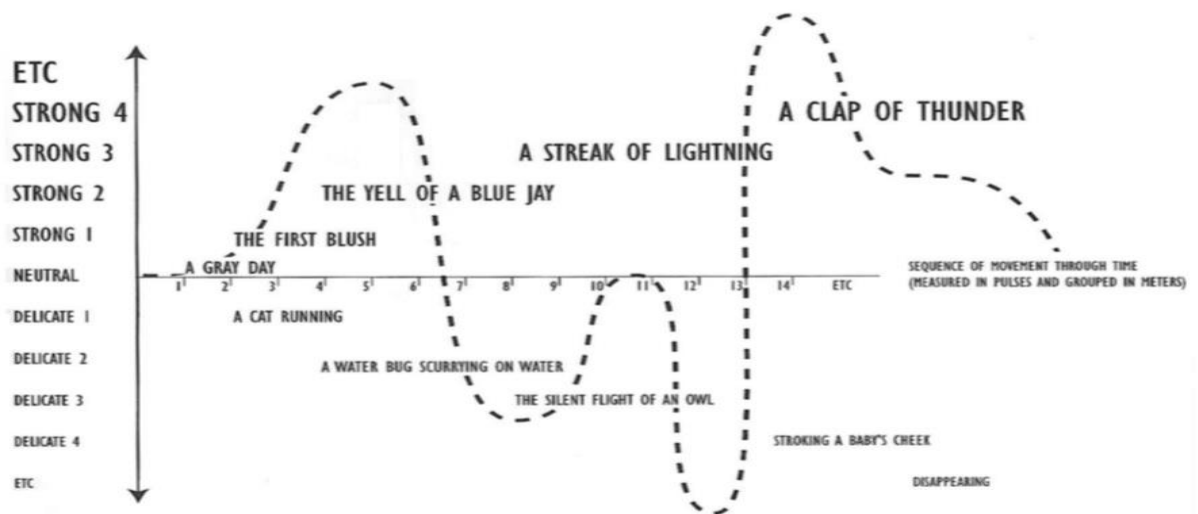 ETC
STRONG 4
A CLAP OF THUNDER
STRONG 3
A STREAK OF LIGHTNING
STRONG 2
THE YELL OF A BLUE JAY
STRONG 1
THE FIRST BLUSH
NEUTRAL
A GRAY DAY
1 2 3 4 5 6 7 8 9 10 11 12 13 14 ETC
SEQUENCE OF MOVEMENT THROUGH TIME
(MEASURED IN PULSES AND GROUPED IN METERS)
DELICATE 1
A CAT RUNNING
DELICATE 2
A WATER BUG SCURRYING ON WATER
DELICATE 3
THE SILENT FLIGHT OF AN OWL
DELICATE 4
STROKING A BABY'S CHEEK
ETC
DISAPPEARING